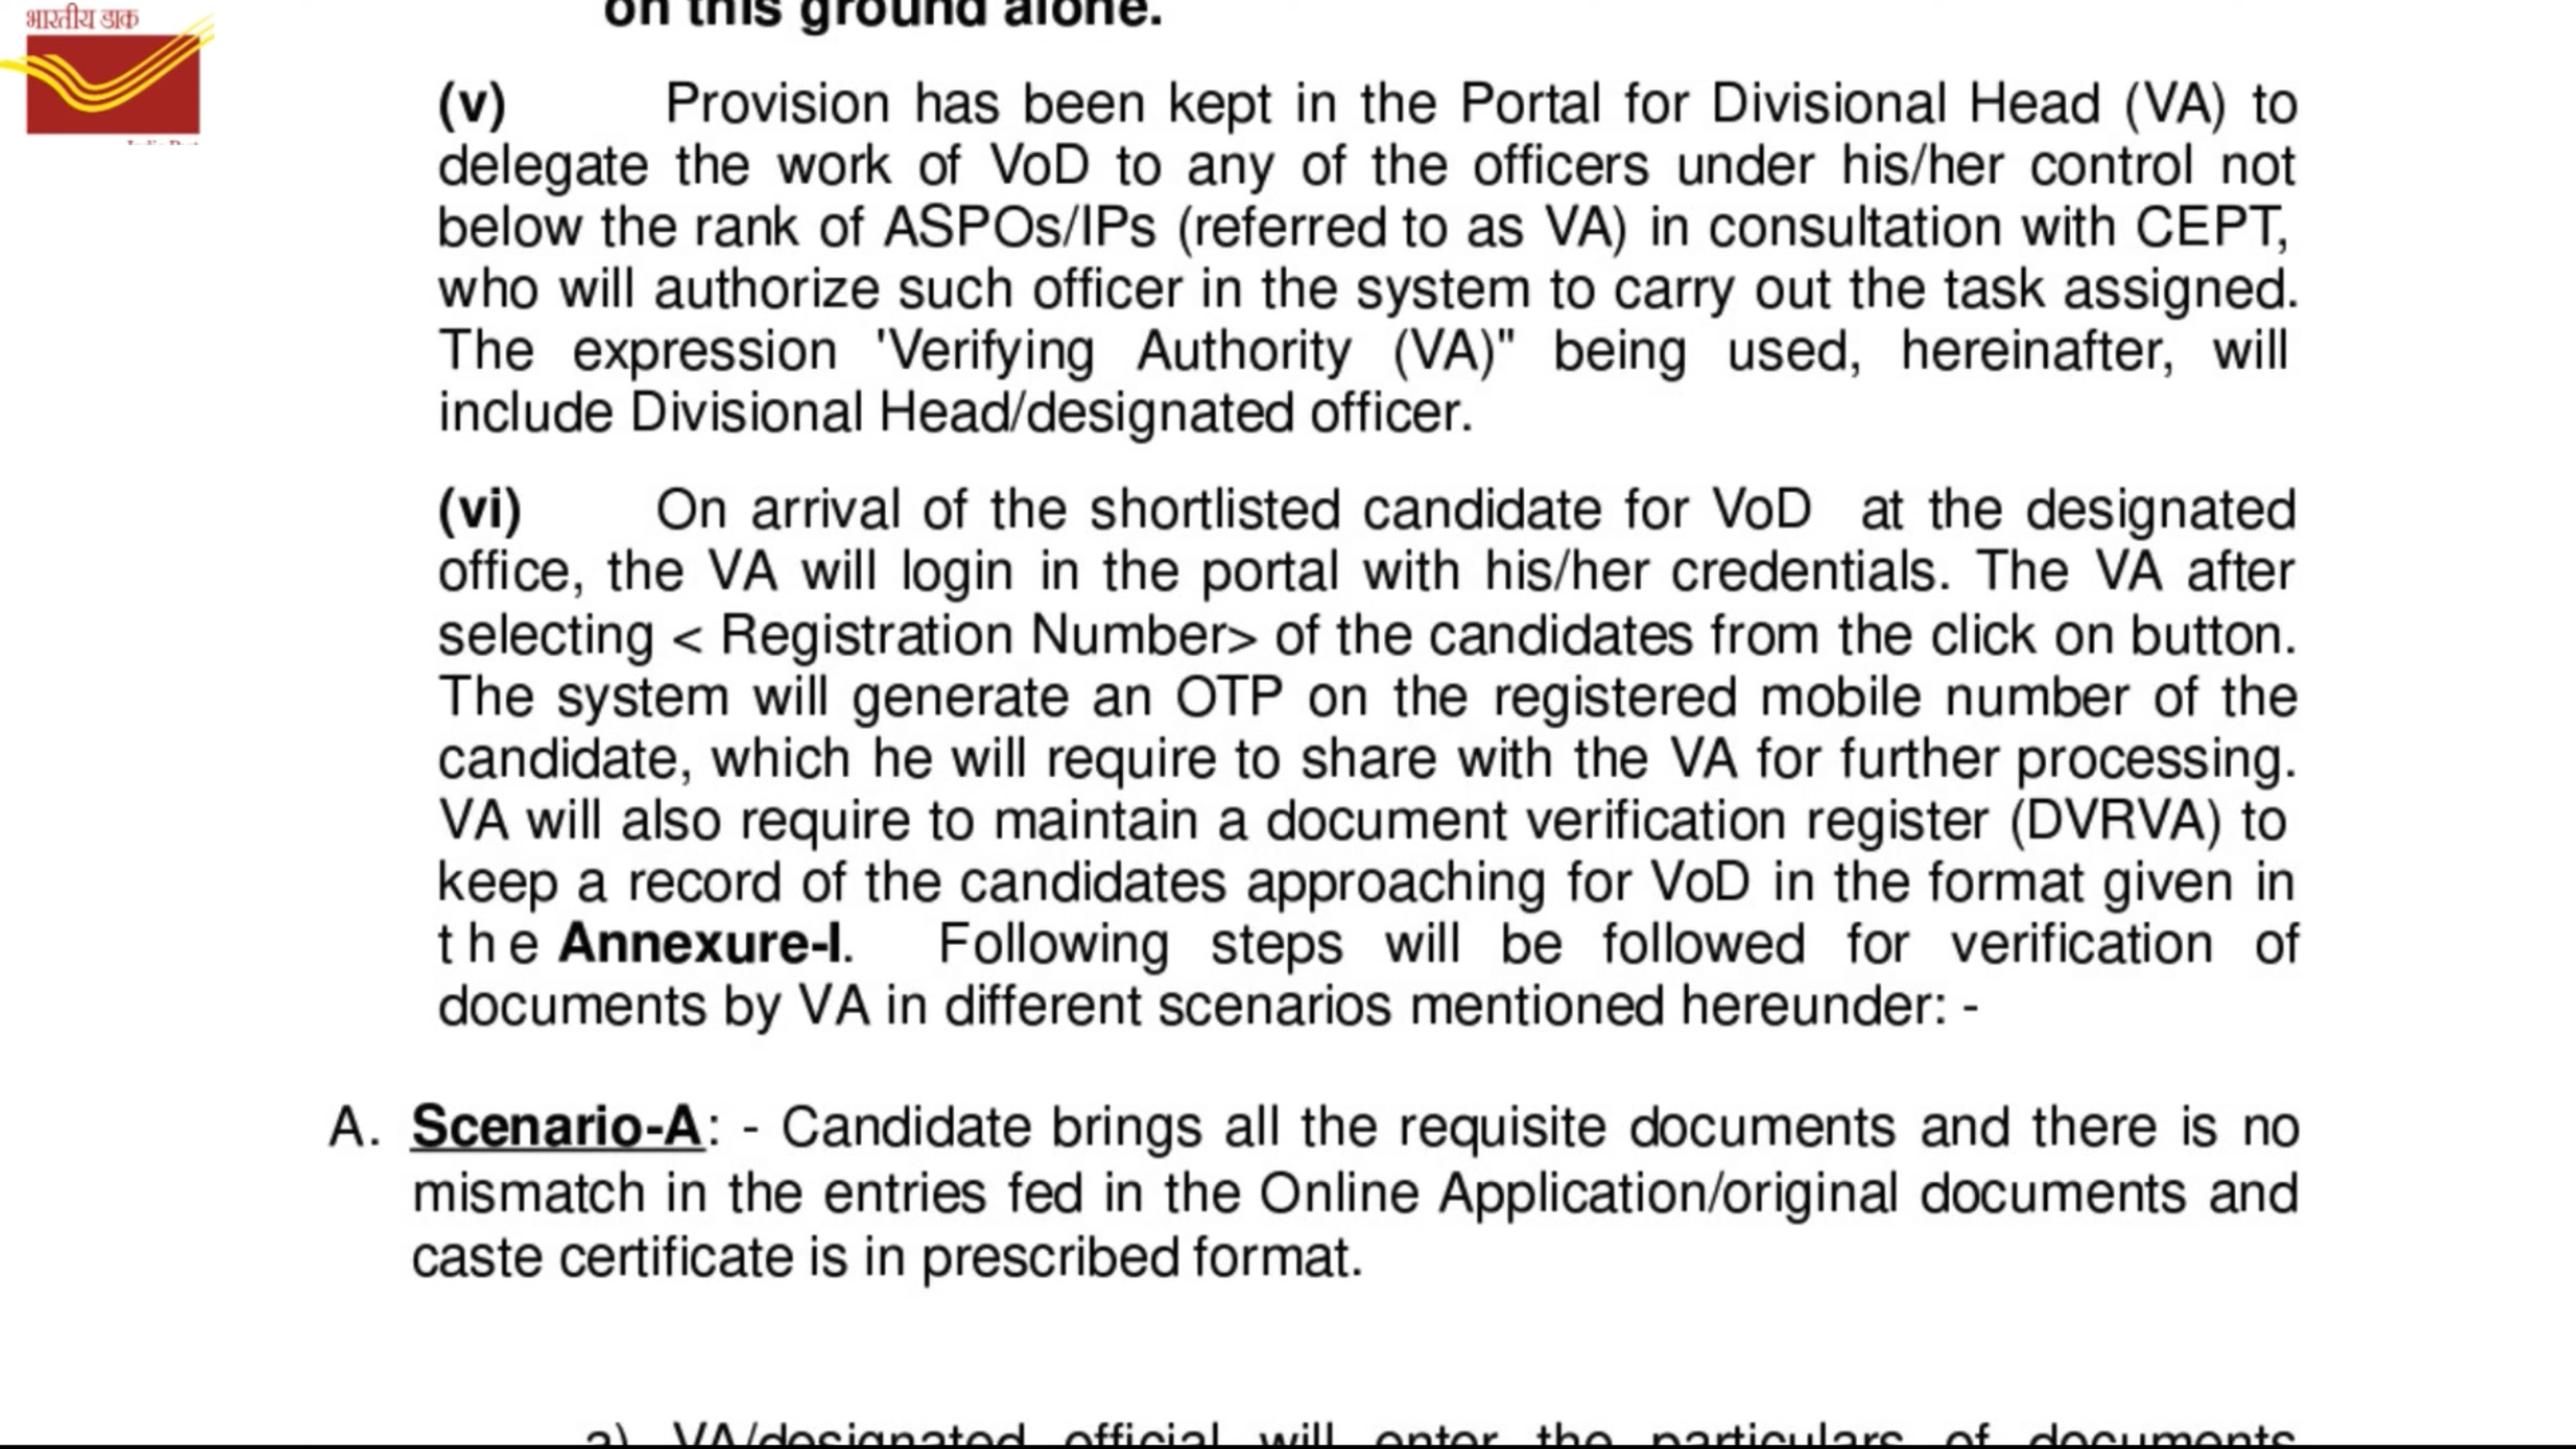 भारतीय डाक
on this ground alone.
(v) Provision has been kept in the Portal for Divisional Head (VA) to
delegate the work of VoD to any of the officers under his/her control not
below the rank of ASPOs/IPs (referred to as VA) in consultation with CEPT,
who will authorize such officer in the system to carry out the task assigned.
The expression 'Verifying Authority (VA)" being used, hereinafter, will
include Divisional Head/designated officer.
(vi) On arrival of the shortlisted candidate for VoD at the designated
office, the VA will login in the portal with his/her credentials. The VA after
selecting < Registration Number> of the candidates from the click on button.
The system will generate an OTP on the registered mobile number of the
candidate, which he will require to share with the VA for further processing.
VA will also require to maintain a document verification register (DVRVA) to
keep a record of the candidates approaching for VoD in the format given in
the Annexure-I. Following steps will be followed for verification of
documents by VA in different scenarios mentioned hereunder: -
A. Scenario-A: - Candidate brings all the requisite documents and there is no
mismatch in the entries fed in the Online Application/original documents and
caste certificate is in prescribed format.
a) VA/designated official will enter the particulars of documents